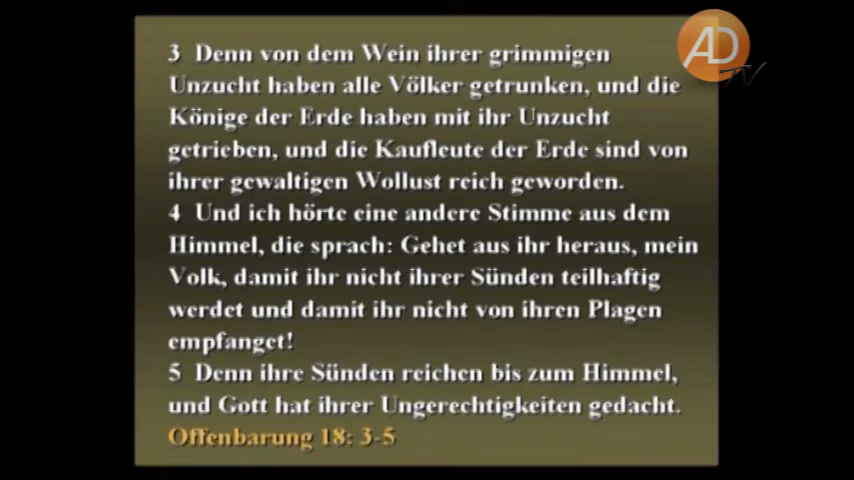 AD
TV
3 Denn von dem Wein ihrer grimmigen
Unzucht haben alle Völker getrunken, und die
Könige der Erde haben mit ihr Unzucht
getrieben, und die Kaufleute der Erde sind von
ihrer gewaltigen Wollust reich geworden.
4 Und ich hörte eine andere Stimme aus dem
Himmel, die sprach: Gehet aus ihr heraus, mein
Volk, damit ihr nicht ihrer Sünden teilhaftig
werdet und damit ihr nicht von ihren Plagen
empfanget!
5 Denn ihre Sünden reichen bis zum Himmel,
und Gott hat ihrer Ungerechtigkeiten gedacht.
Offenbarung 18: 3-5